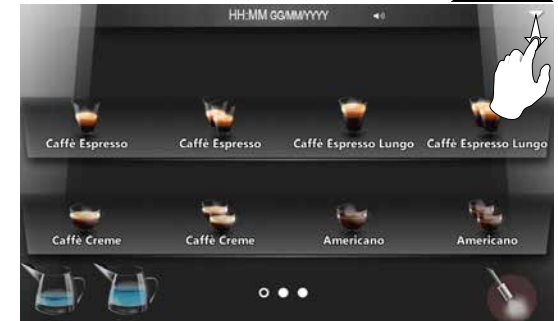 HH:MM GG/MM/YYYY
Caffè Espresso Caffè Espresso Caffè Espresso Lungo Caffè Espresso Lungo
Caffè Creme Caffè Creme Americano Americano